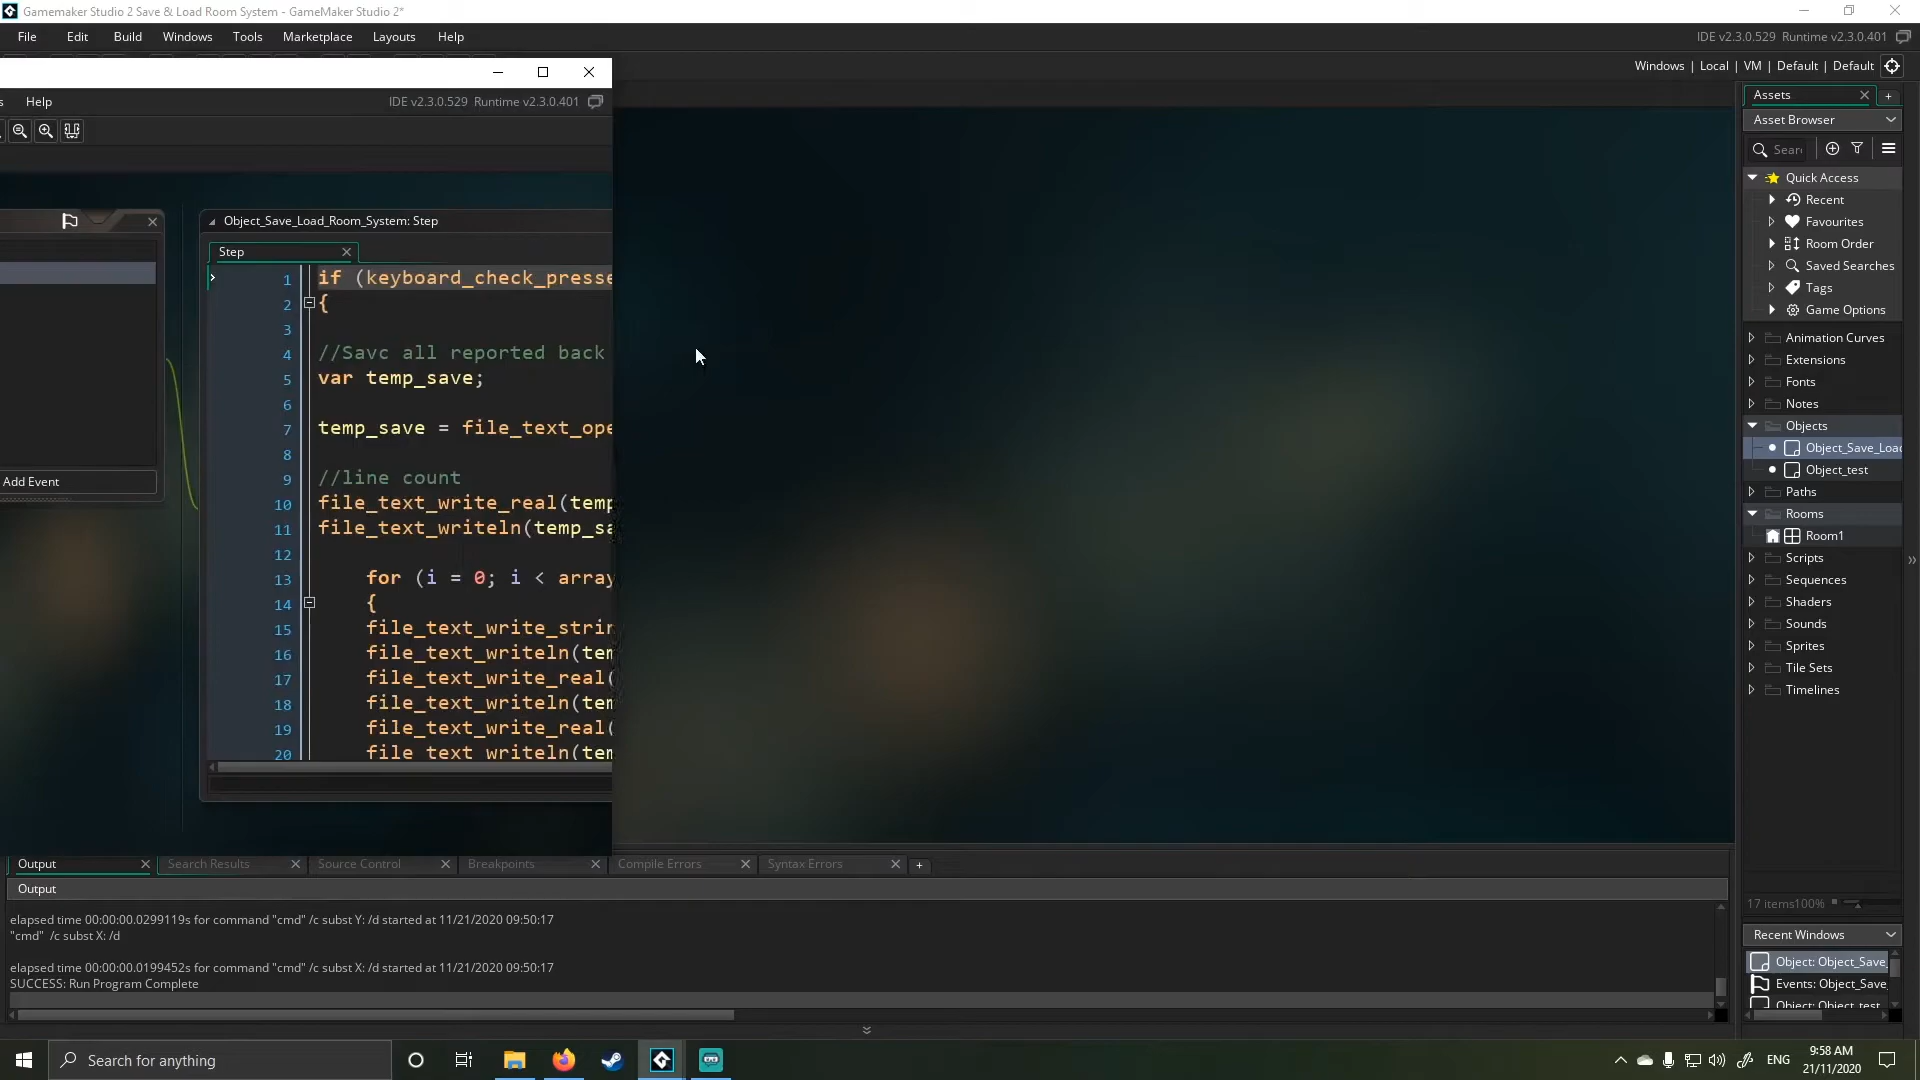 Gamemaker Studio 2 Save & Load Room System - GameMaker Studio 2*
File Edit Build Windows Tools Marketplace Layouts Help
IDE v2.3.0.529 Runtime v2.3.0.401
Windows | Local | VM | Default | Default
s Help
IDE v2.3.0.529 Runtime v2.3.0.401
Object_Save_Load_Room_System: Step
Step
1 if (keyboard_check_presse
2 {
3
4 //Savc all reported back
5 var temp_save;
6
7 temp_save = file_text_ope
8
9 //line count
10 file_text_write_real(temp
11 file_text_writeln(temp_sa
12
13 for (i = 0; i < array
14 {
15 file_text_write_strin
16 file_text_writeln(tem
17 file_text_write_real(
18 file_text_writeln(tem
19 file_text_write_real(
20 file_text_writeln(tem
Add Event
Assets
Asset Browser
Sear
Quick Access
Recent
Favourites
Room Order
Saved Searches
Tags
Game Options
Animation Curves
Extensions
Fonts
Notes
Objects
Object_Save_Load
Object_test
Paths
Rooms
Room1
Scripts
Sequences
Shaders
Sounds
Sprites
Tile Sets
Timelines
17 items 100%
Recent Windows
Object: Object_Save_
Events: Object_Save_
Object: Object_test
Output Search Results Source Control Breakpoints Compile Errors Syntax Errors
Output
elapsed time 00:00:00.0299119s for command "cmd" /c subst Y: /d started at 11/21/2020 09:50:17
"cmd" /c subst X: /d
elapsed time 00:00:00.0199452s for command "cmd" /c subst X: /d started at 11/21/2020 09:50:17
SUCCESS: Run Program Complete
Search for anything
ENG
9:58 AM
21/11/2020